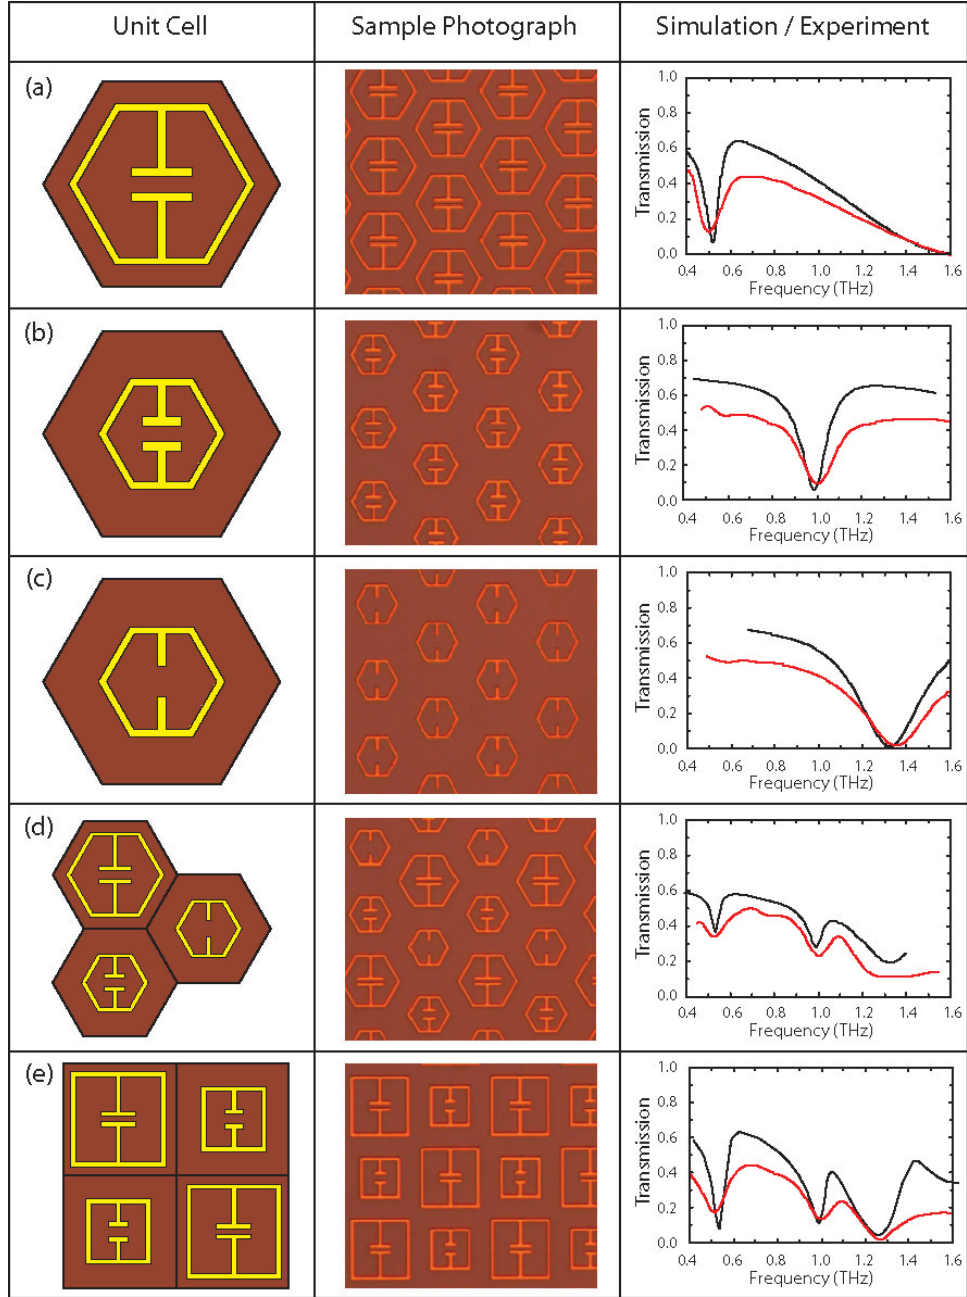 Unit Cell
Sample Photograph
Simulation / Experiment
(a)
1.0
0.8
0.6
0.4
0.2
0.0
Transmission
0.4 0.6 0.8 1.0 1.2 1.4 1.6
Frequency (THz)
(b)
1.0
0.8
0.6
0.4
0.2
0.0
Transmission
0.4 0.6 0.8 1.0 1.2 1.4 1.6
Frequency (THz)
(c)
1.0
0.8
0.6
0.4
0.2
0.0
Transmission
0.4 0.6 0.8 1.0 1.2 1.4 1.6
Frequency (THz)
(d)
1.0
0.8
0.6
0.4
0.2
0.0
Transmission
0.4 0.6 0.8 1.0 1.2 1.4 1.6
Frequency (THz)
(e)
1.0
0.8
0.6
0.4
0.2
0.0
Transmission
0.4 0.6 0.8 1.0 1.2 1.4 1.6
Frequency (THz)